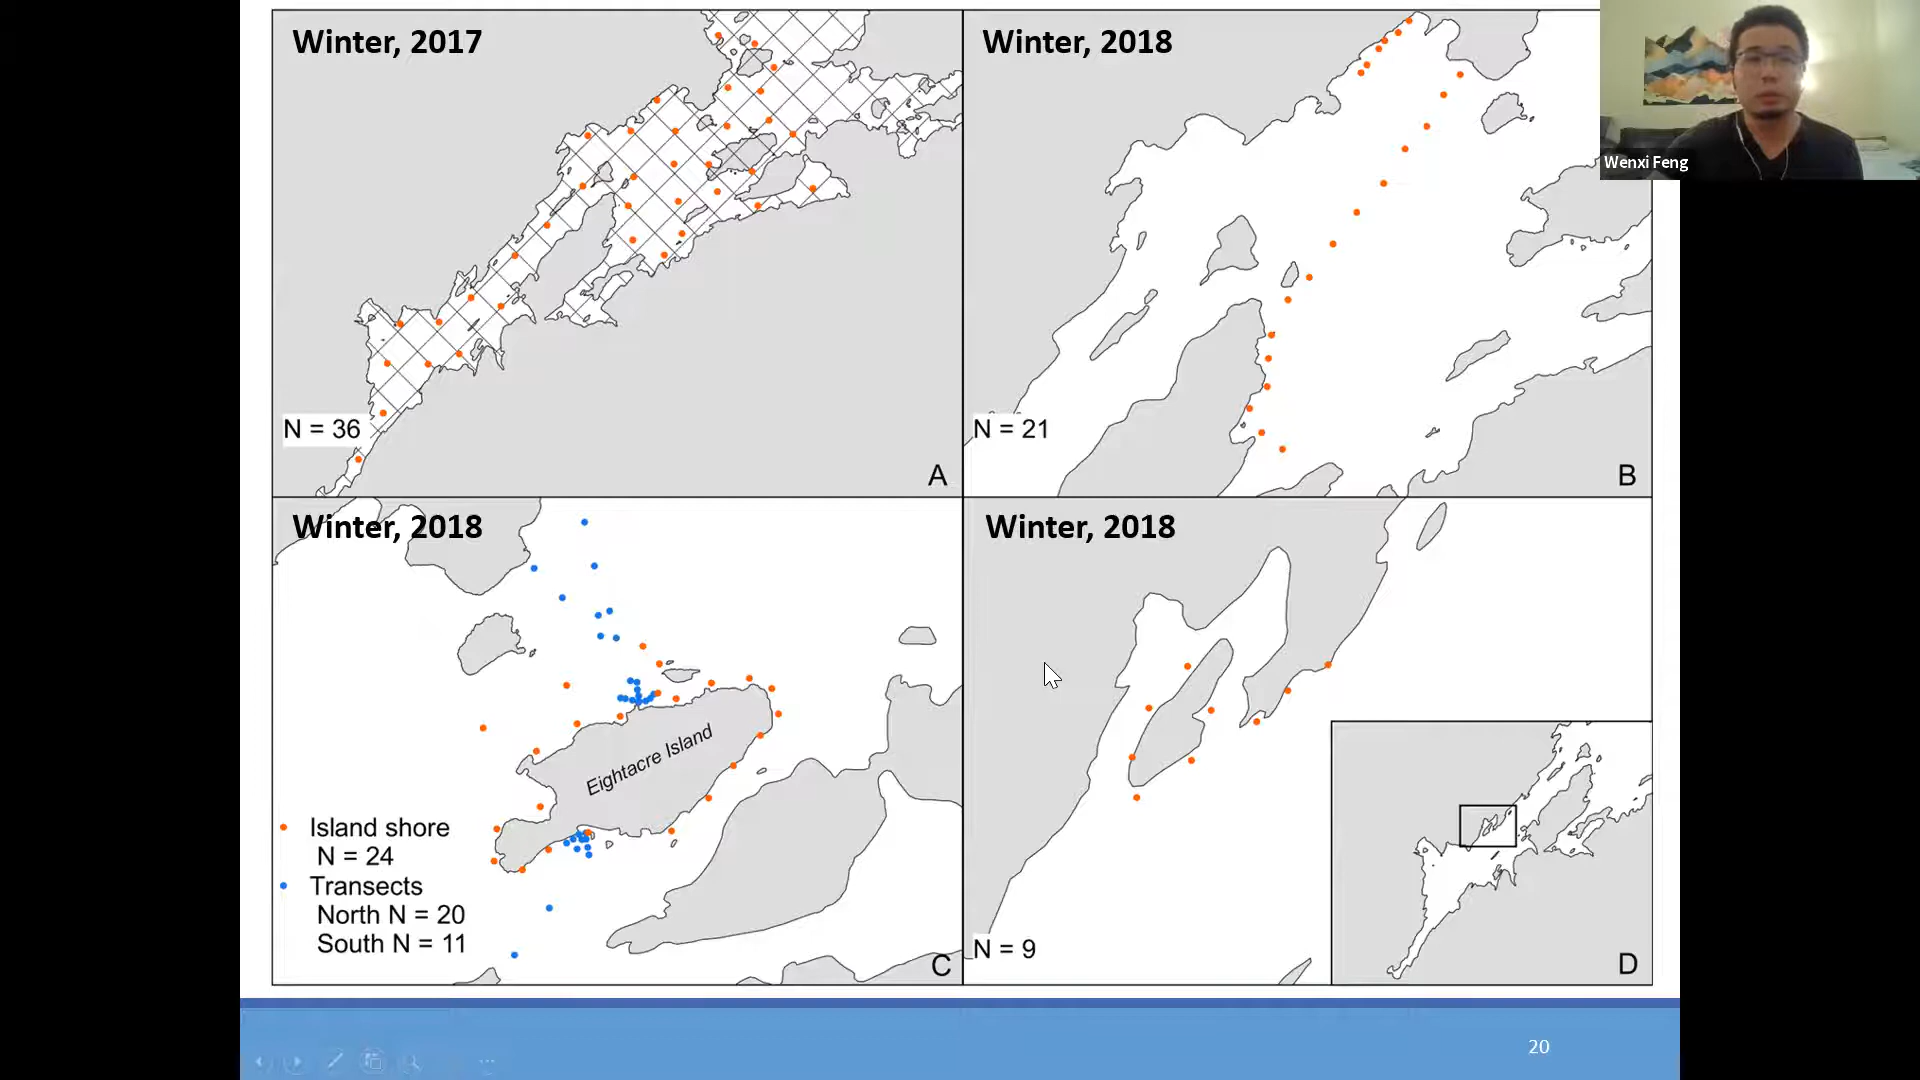 Winter, 2017
N = 36
A
Winter, 2018
N = 21
B
Wenxi Feng
Winter, 2018
Eightacre Island
Island shore
N = 24
Transects
North N = 20
South N = 11
C
Winter, 2018
N = 9
D
20